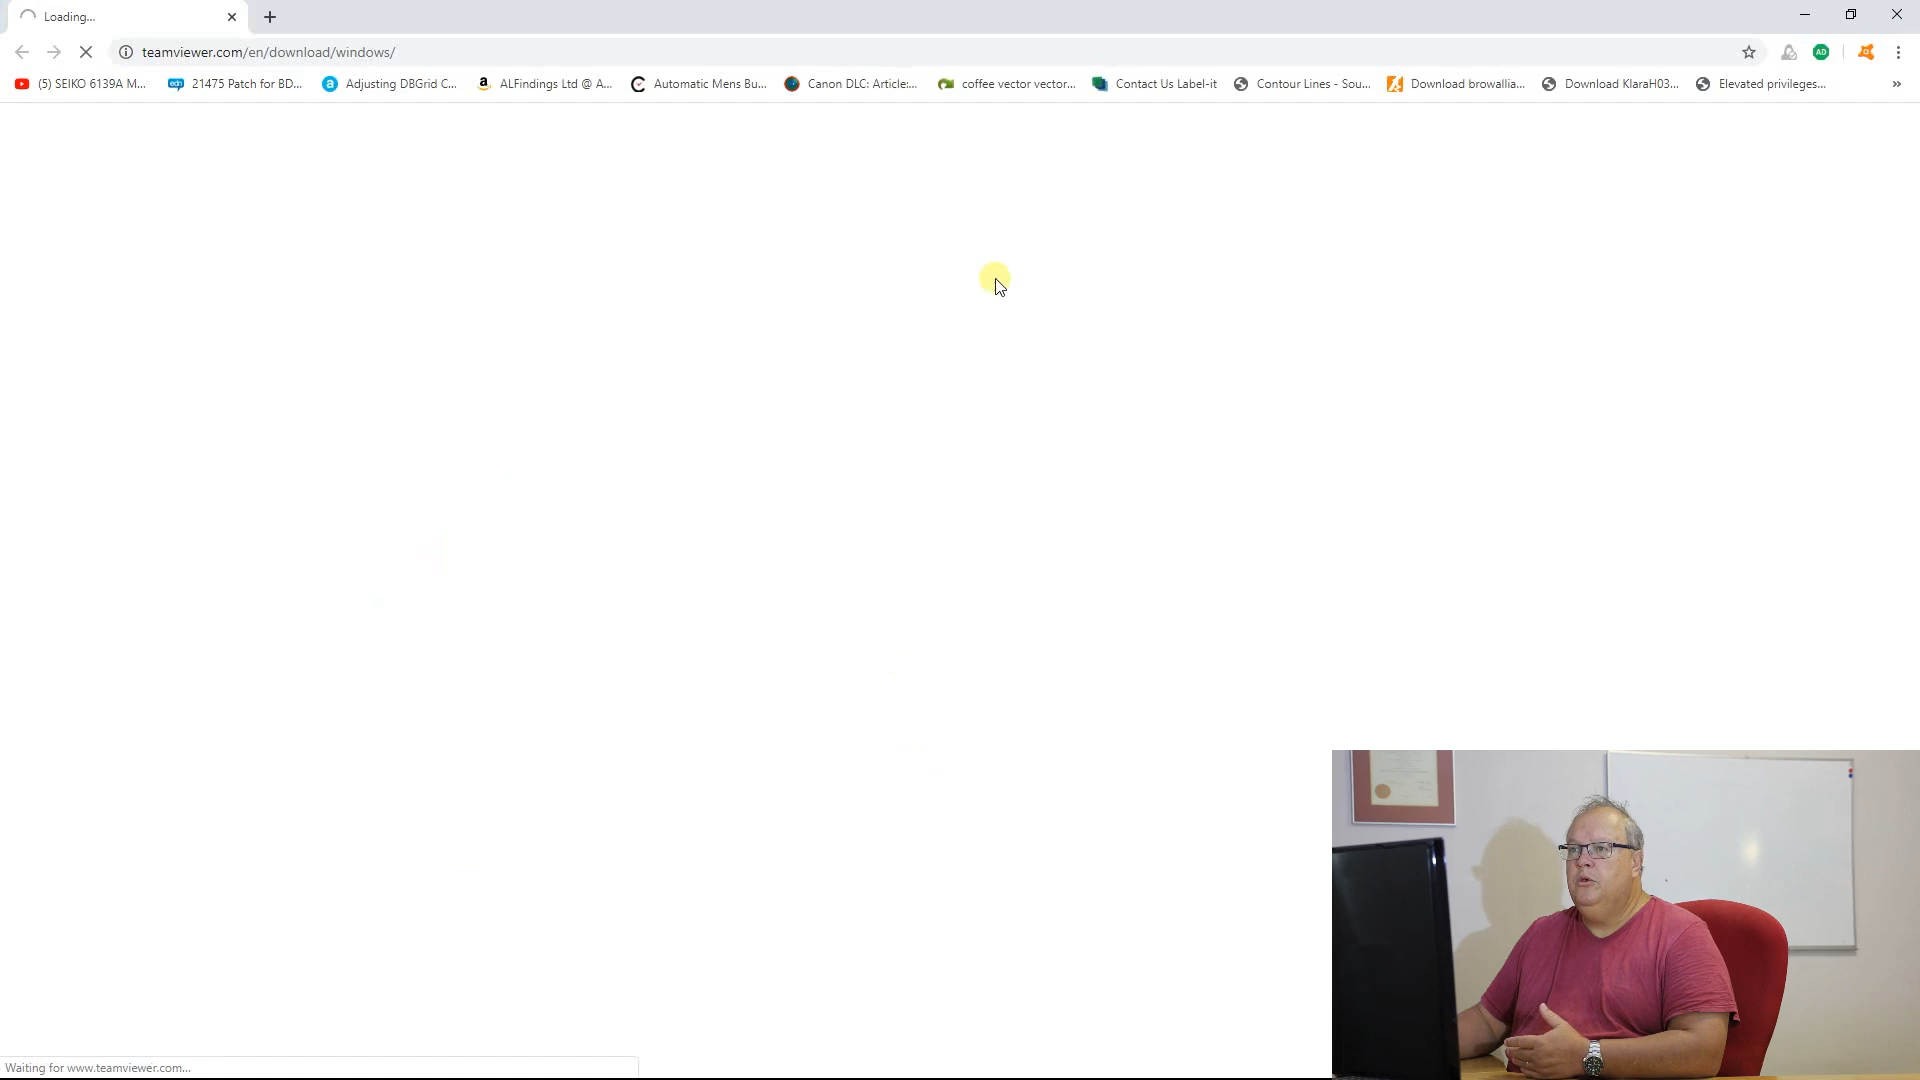 Loading...
teamviewer.com/en/download/windows/
AD
(5) SEIKO 6139A M...
21475 Patch for BD...
Adjusting DBGrid C...
ALFindings Ltd @ A...
Automatic Mens Bu...
Canon DLC: Article:...
coffee vector vector...
Contact Us Label-it
Contour Lines - Sou...
Download browallia...
Download KlaraH03...
Elevated privileges...
Waiting for www.teamviewer.com...